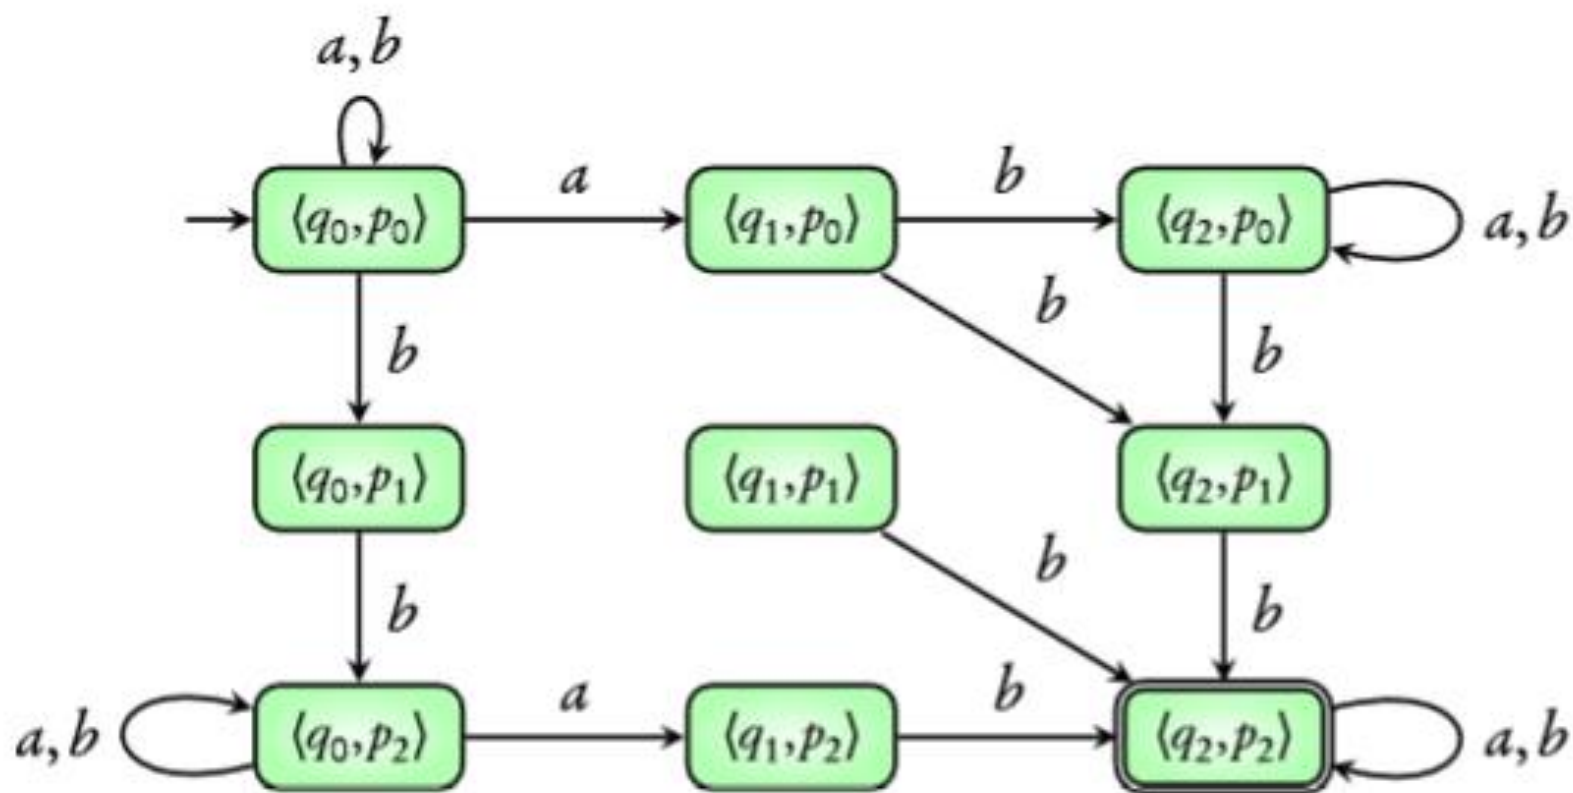 a, b
a
b
⟨q₀,p₀⟩
⟨q₁,p₀⟩
⟨q₂,p₀⟩
a, b
b
b
b
⟨q₀,p₁⟩
⟨q₁,p₁⟩
⟨q₂,p₁⟩
b
b
b
a
b
a, b
⟨q₀,p₂⟩
⟨q₁,p₂⟩
⟨q₂,p₂⟩
a, b